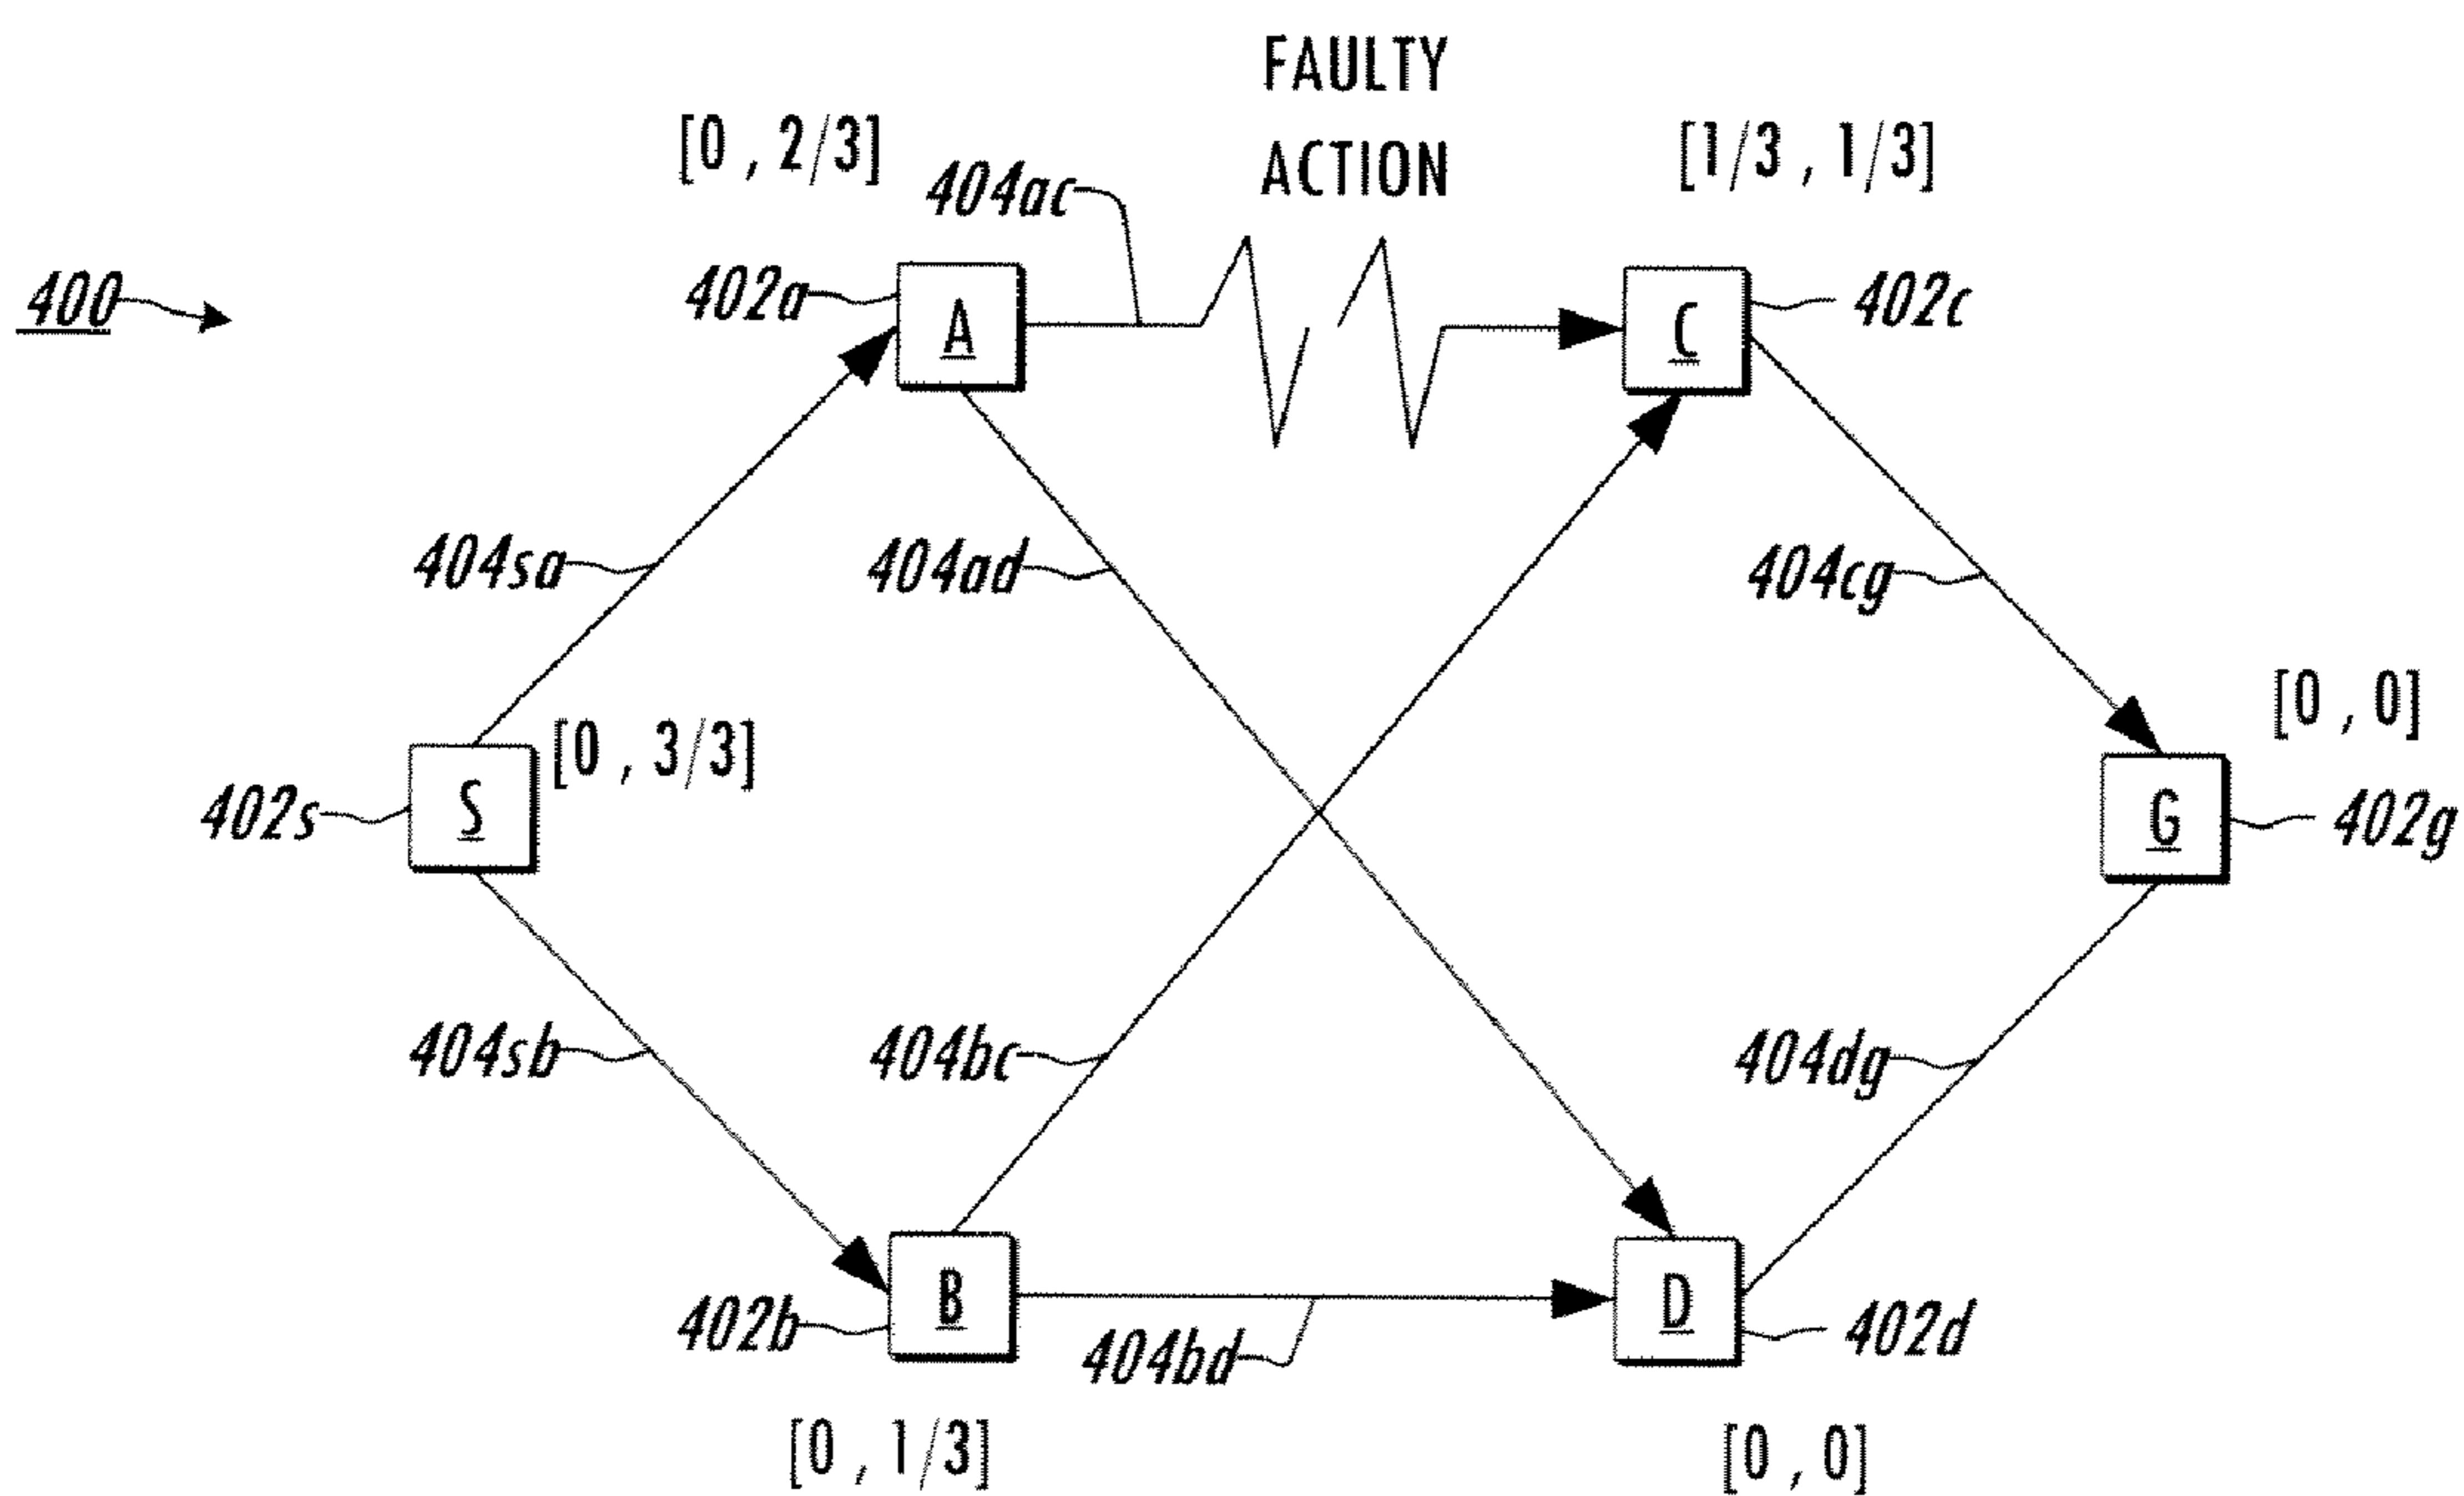 FAULTY
ACTION
[0 , 2/3]
404ac
[1/3 , 1/3]
400
402a
A
C
402c
404sa
404ad
404cg
[0 , 3/3]
[0 , 0]
402s
S
G
402g
404sb
404bc
404dg
402b
B
404bd
D
402d
[0 , 1/3]
[0 , 0]